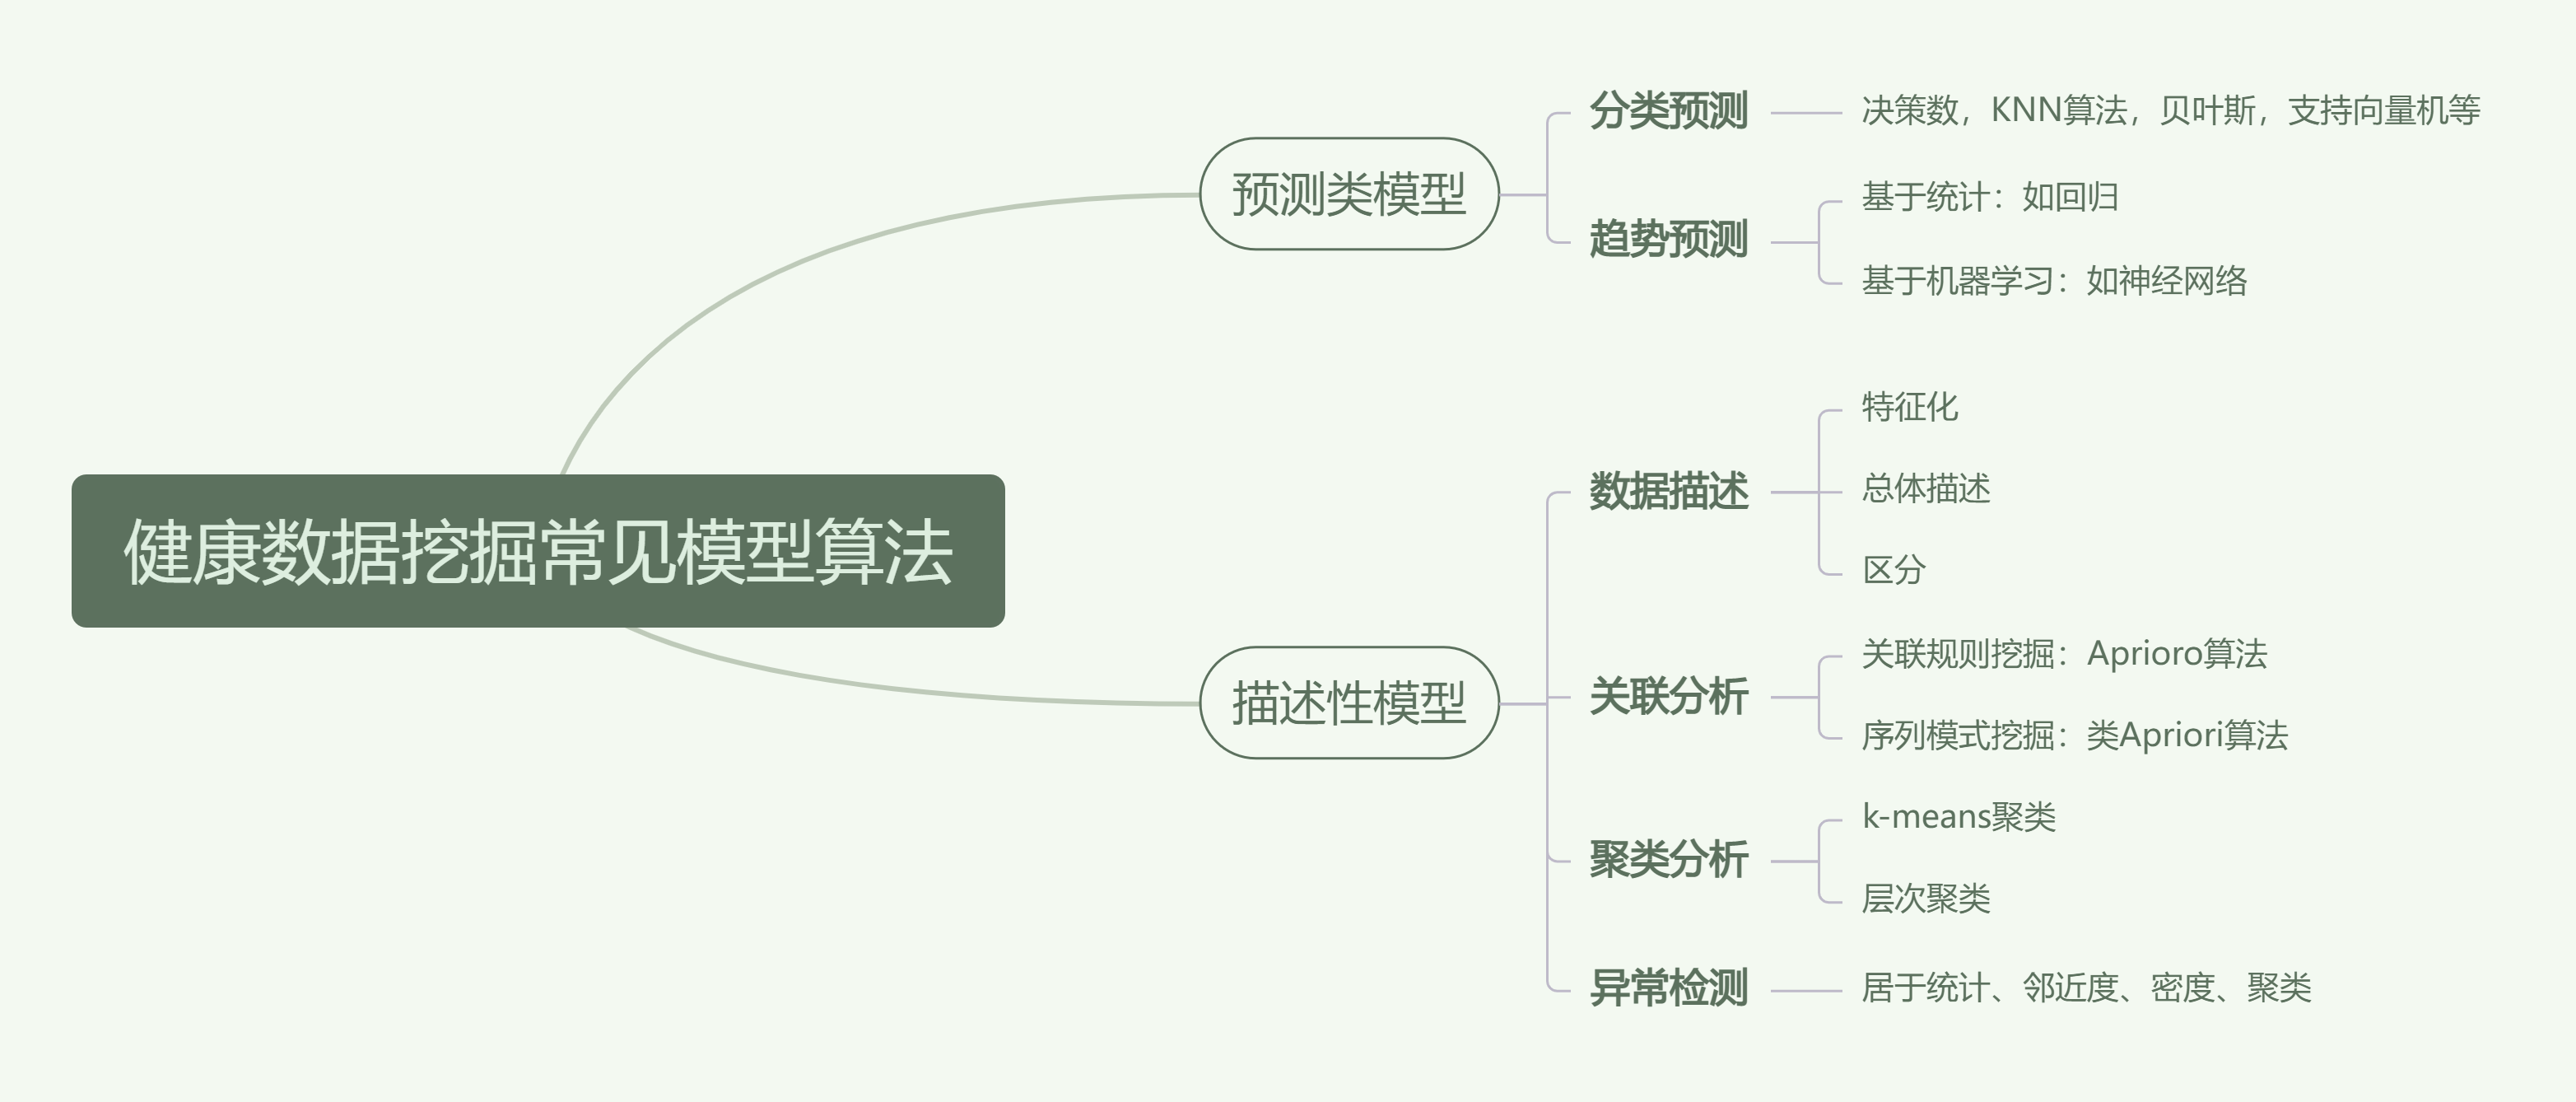 健康数据挖掘常见模型算法
预测类模型
分类预测
决策数，KNN算法，贝叶斯，支持向量机等
趋势预测
基于统计：如回归
基于机器学习：如神经网络
描述性模型
数据描述
特征化
总体描述
区分
关联分析
关联规则挖掘：Aprioro算法
序列模式挖掘：类Apriori算法
聚类分析
k-means聚类
层次聚类
异常检测
居于统计、邻近度、密度、聚类